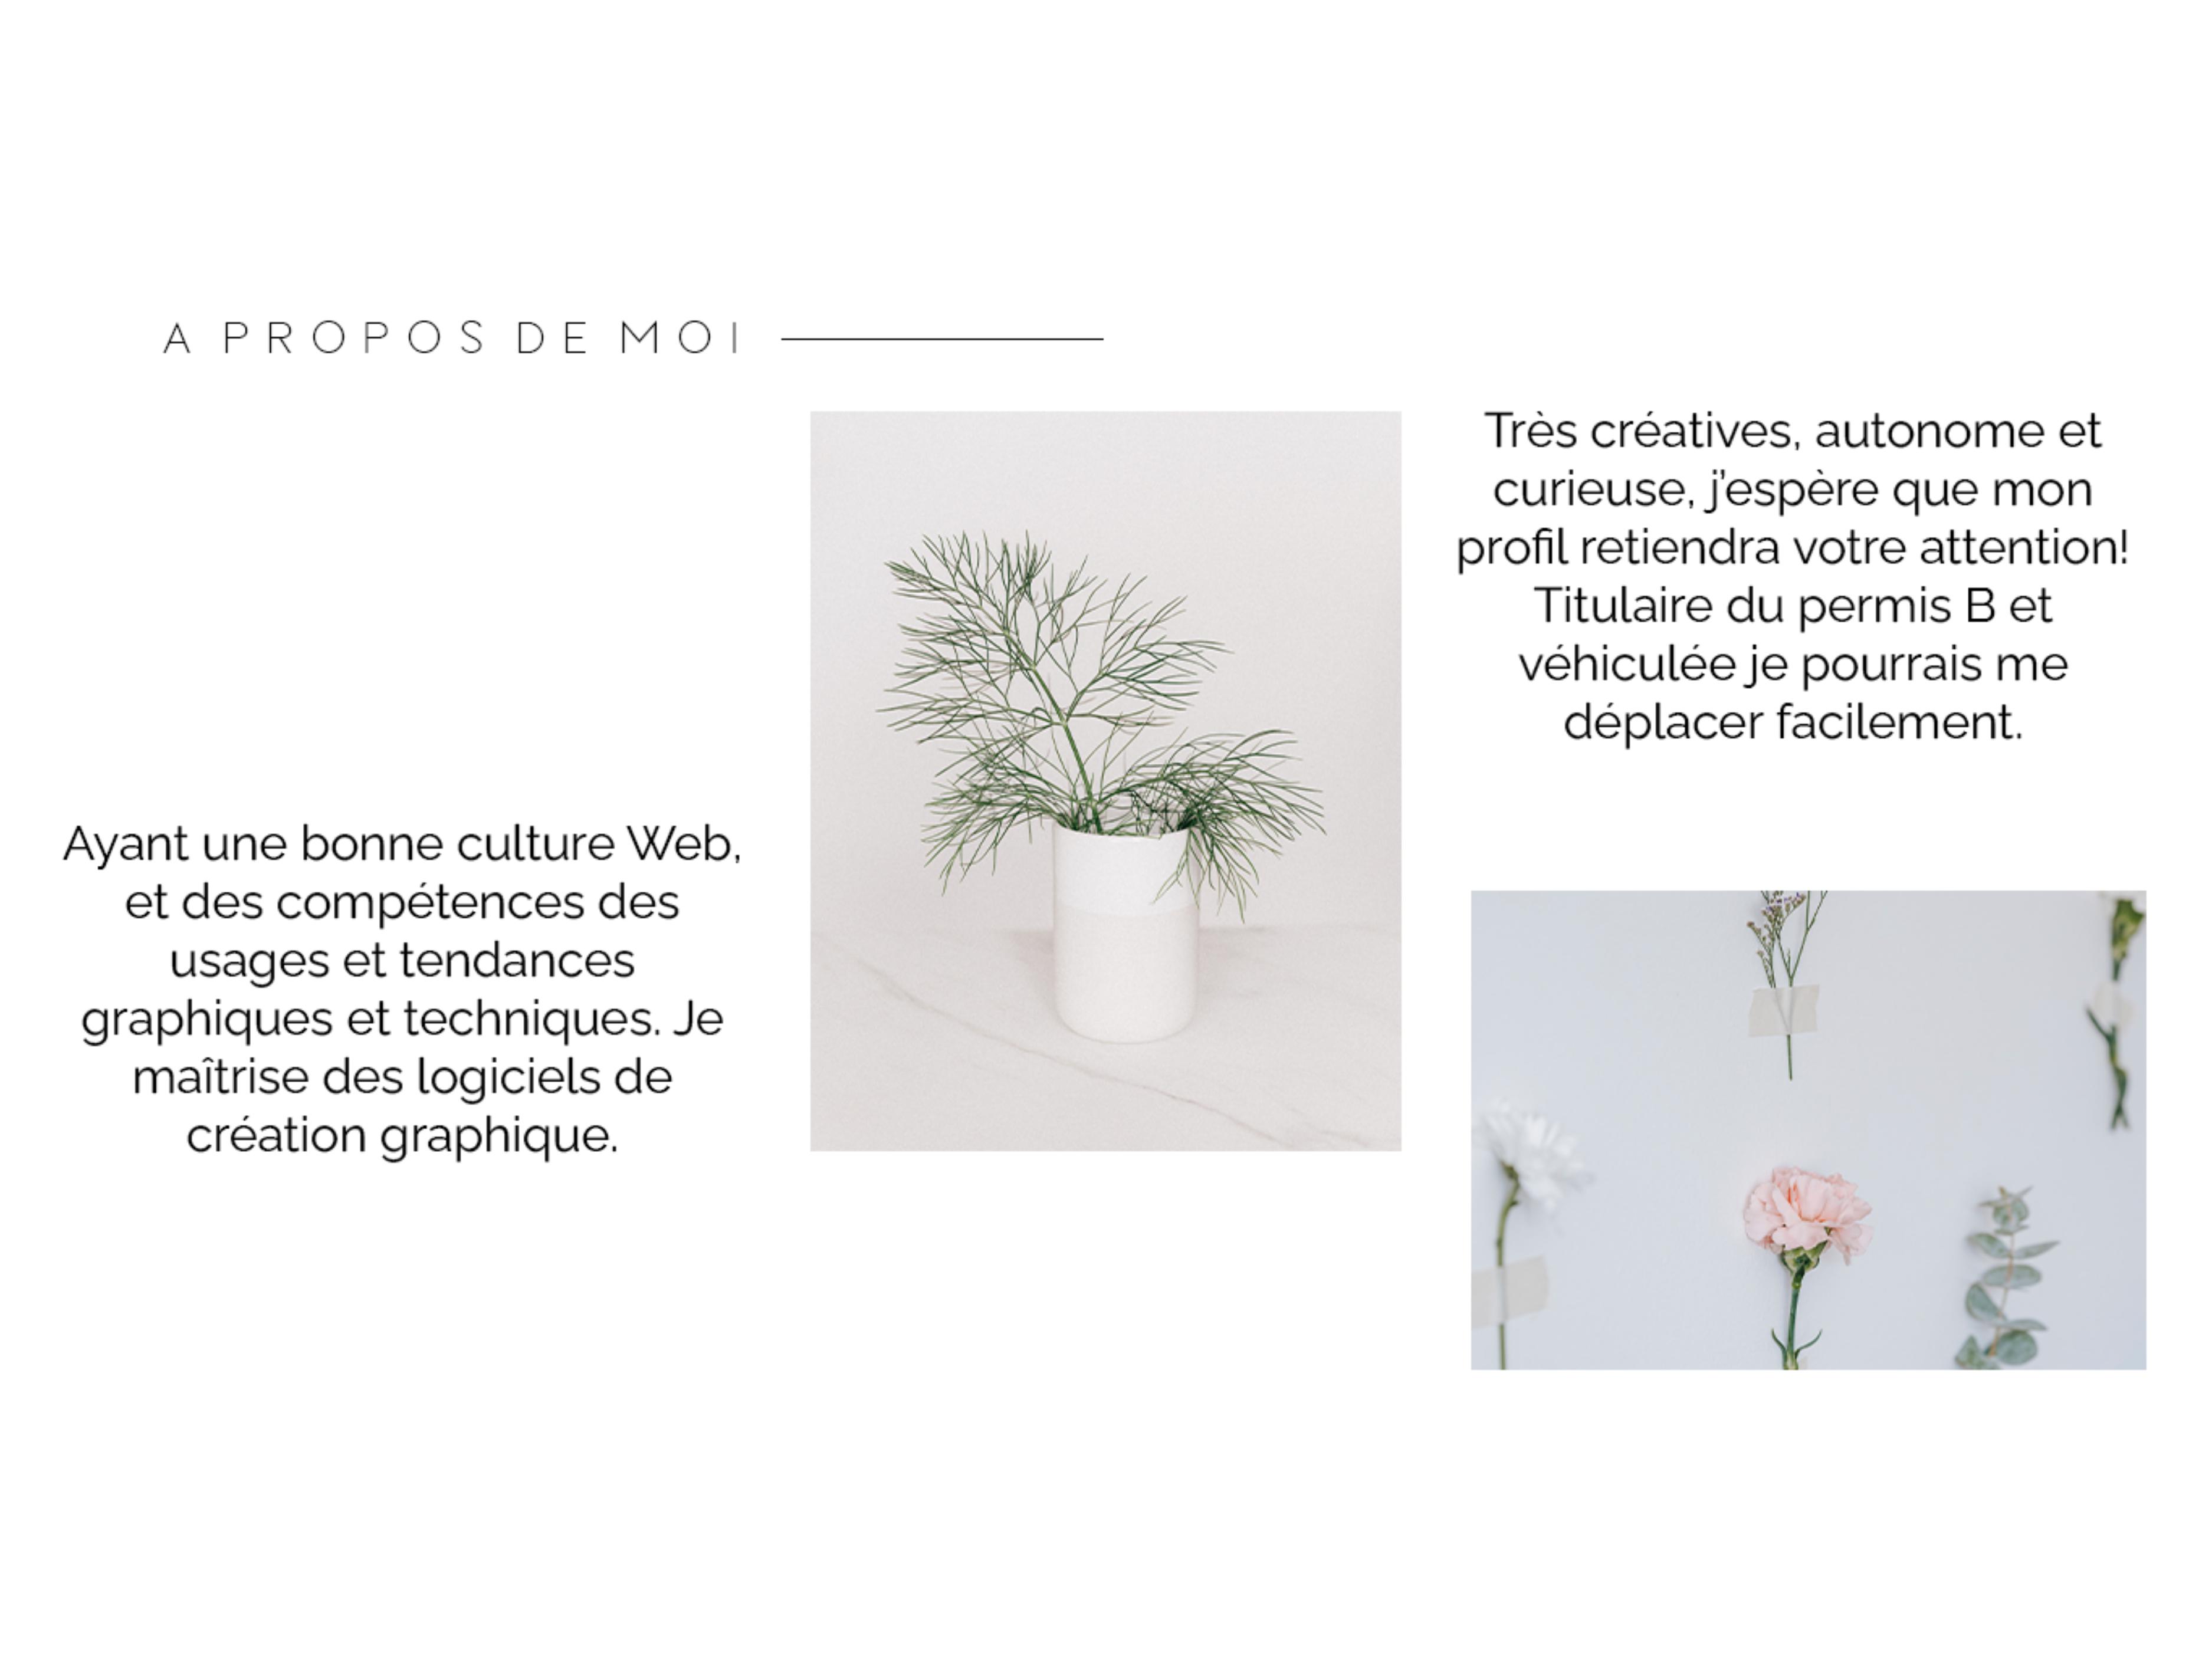 A PROPOS DE MOI
Ayant une bonne culture Web,
et des compétences des
usages et tendances
graphiques et techniques. Je
maîtrise des logiciels de
création graphique.
Très créatives, autonome et
curieuse, j'espère que mon
profil retiendra votre attention!
Titulaire du permis B et
véhiculée je pourrais me
déplacer facilement.